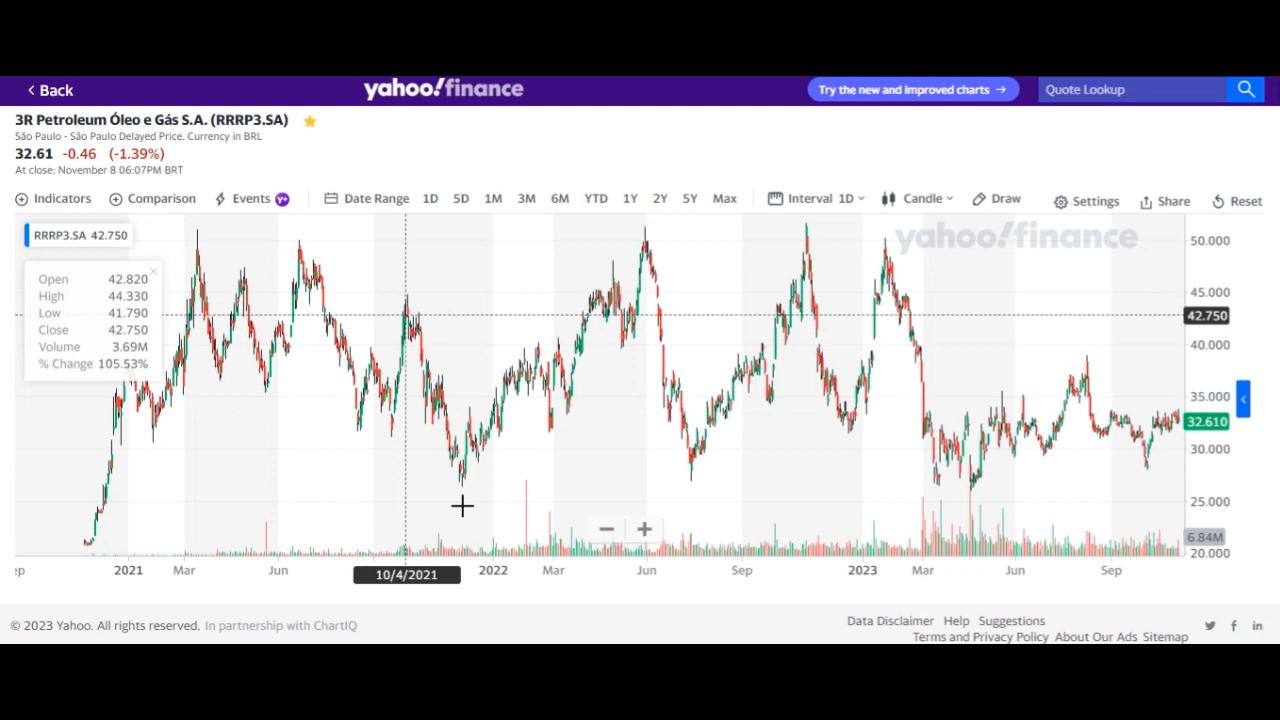 Back
yahoo!finance
Try the new and improved charts →
Quote Lookup
3R Petroleum Óleo e Gás S.A. (RRRP3.SA)
São Paulo - São Paulo Delayed Price. Currency in BRL
32.61 -0.46 (-1.39%)
At close: November 8 06:07PM BRT
Indicators Comparison Events Y+ Date Range 1D 5D 1M 3M 6M YTD 1Y 2Y 5Y Max Interval 1D Candle Draw Settings Share Reset
RRRP3.SA 42.750
yahoo!finance
Open 42.820
High 44.330
Low 41.790
Close 42.750
Volume 3.69M
% Change 105.53%
50.000
45.000
42.750
40.000
35.000
32.610
30.000
25.000
6.84M
20.000
ep 2021 Mar Jun 10/4/2021 2022 Mar Jun Sep 2023 Mar Jun Sep
© 2023 Yahoo. All rights reserved. In partnership with ChartIQ
Data Disclaimer Help Suggestions
Terms and Privacy Policy About Our Ads Sitemap